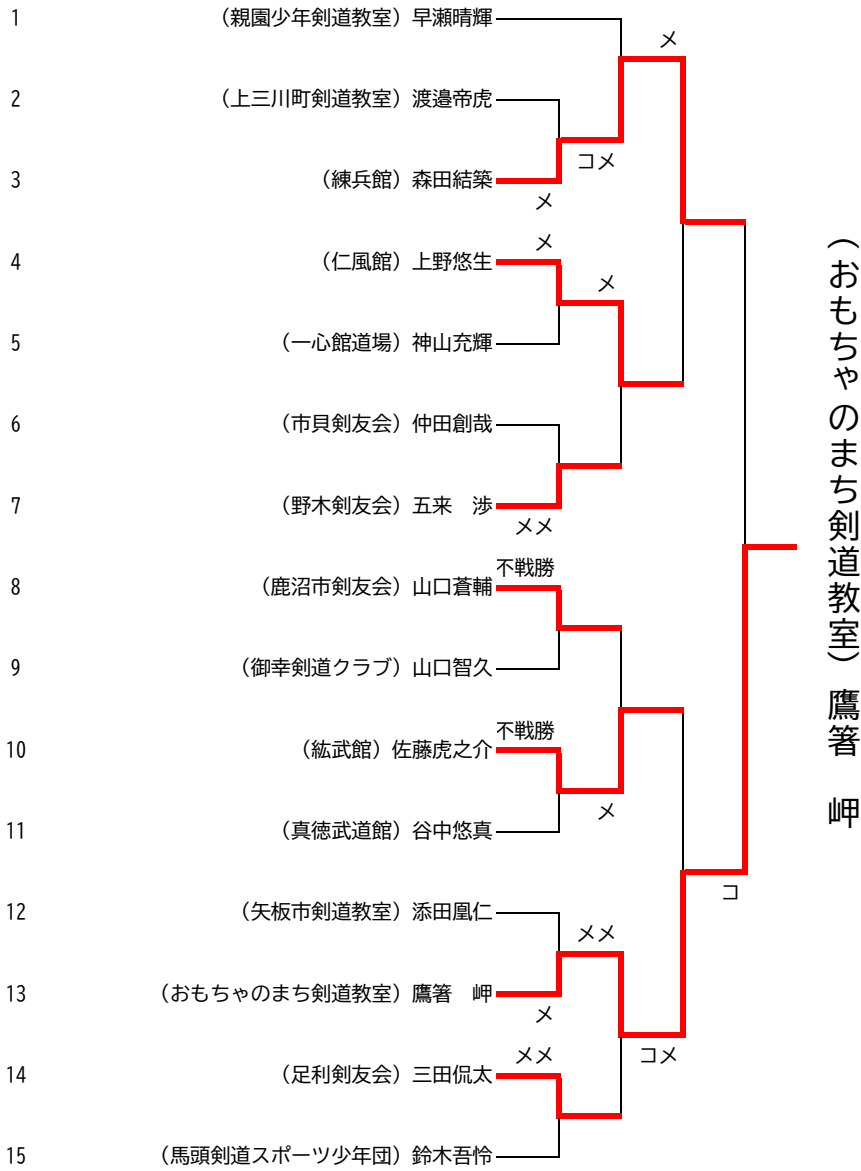 1 （親園少年剣道教室）早瀬晴輝
メ
2 （上三川町剣道教室）渡邉帝虎
コメ
3 （練兵館）森田結築
メ
メ
4 （仁風館）上野悠生
メ
5 （一心館道場）神山充輝
6 （市貝剣友会）仲田創哉
7 （野木剣友会）五来　渉
メメ
不戦勝
8 （鹿沼市剣友会）山口蒼輔
9 （御幸剣道クラブ）山口智久
不戦勝
10 （紘武館）佐藤虎之介
メ
11 （真徳武道館）谷中悠真
コ
12 （矢板市剣道教室）添田凰仁
メメ
13 （おもちゃのまち剣道教室）鷹箸　岬
メ
メメ
コメ
14 （足利剣友会）三田侃太
15 （馬頭剣道スポーツ少年団）鈴木吾怜
（おもちゃのまち剣道教室）鷹箸　岬